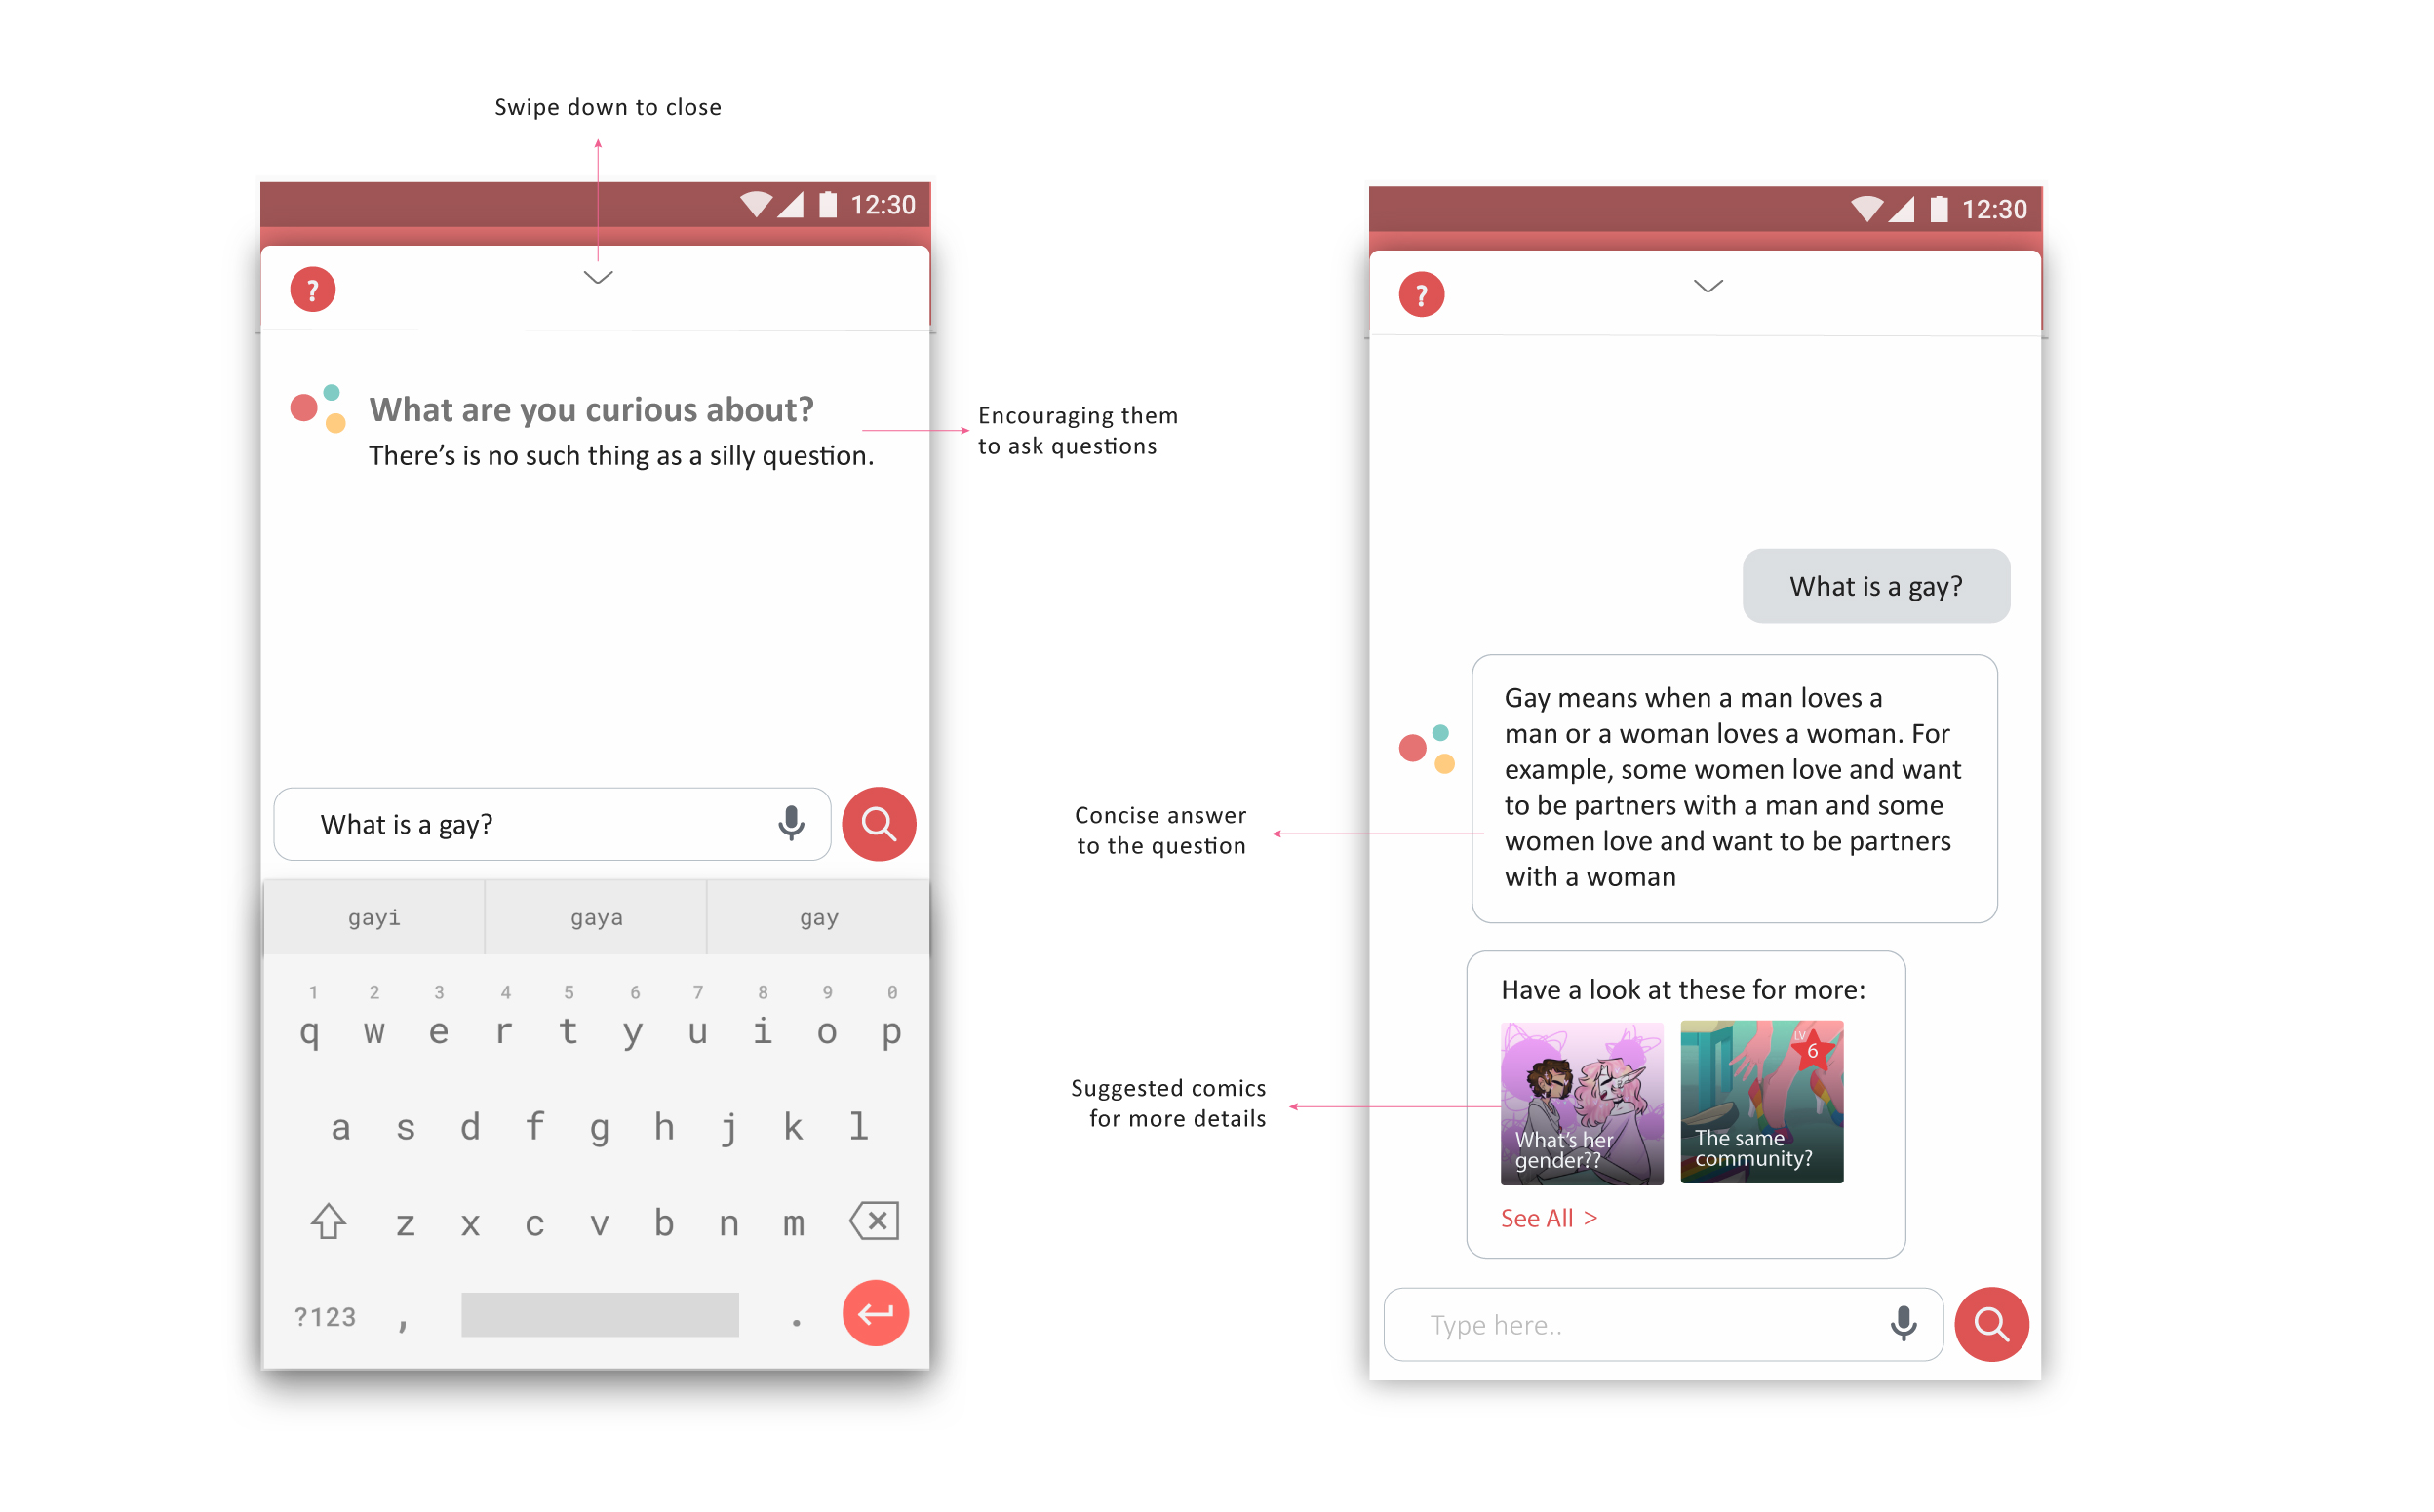 Swipe down to close
12:30
?
What are you curious about?
There’s is no such thing as a silly question.
Encouraging them
to ask questions
What is a gay?
gayi gaya gay
1 2 3 4 5 6 7 8 9 0
q w e r t y u i o p
a s d f g h j k l
z x c v b n m
?123 , .
12:30
?
What is a gay?
Gay means when a man loves a
man or a woman loves a woman. For
example, some women love and want
to be partners with a man and some
women love and want to be partners
with a woman
Concise answer
to the question
Have a look at these for more:
LV
6
What’s her
gender??
The same
community?
See All >
Suggested comics
for more details
Type here..